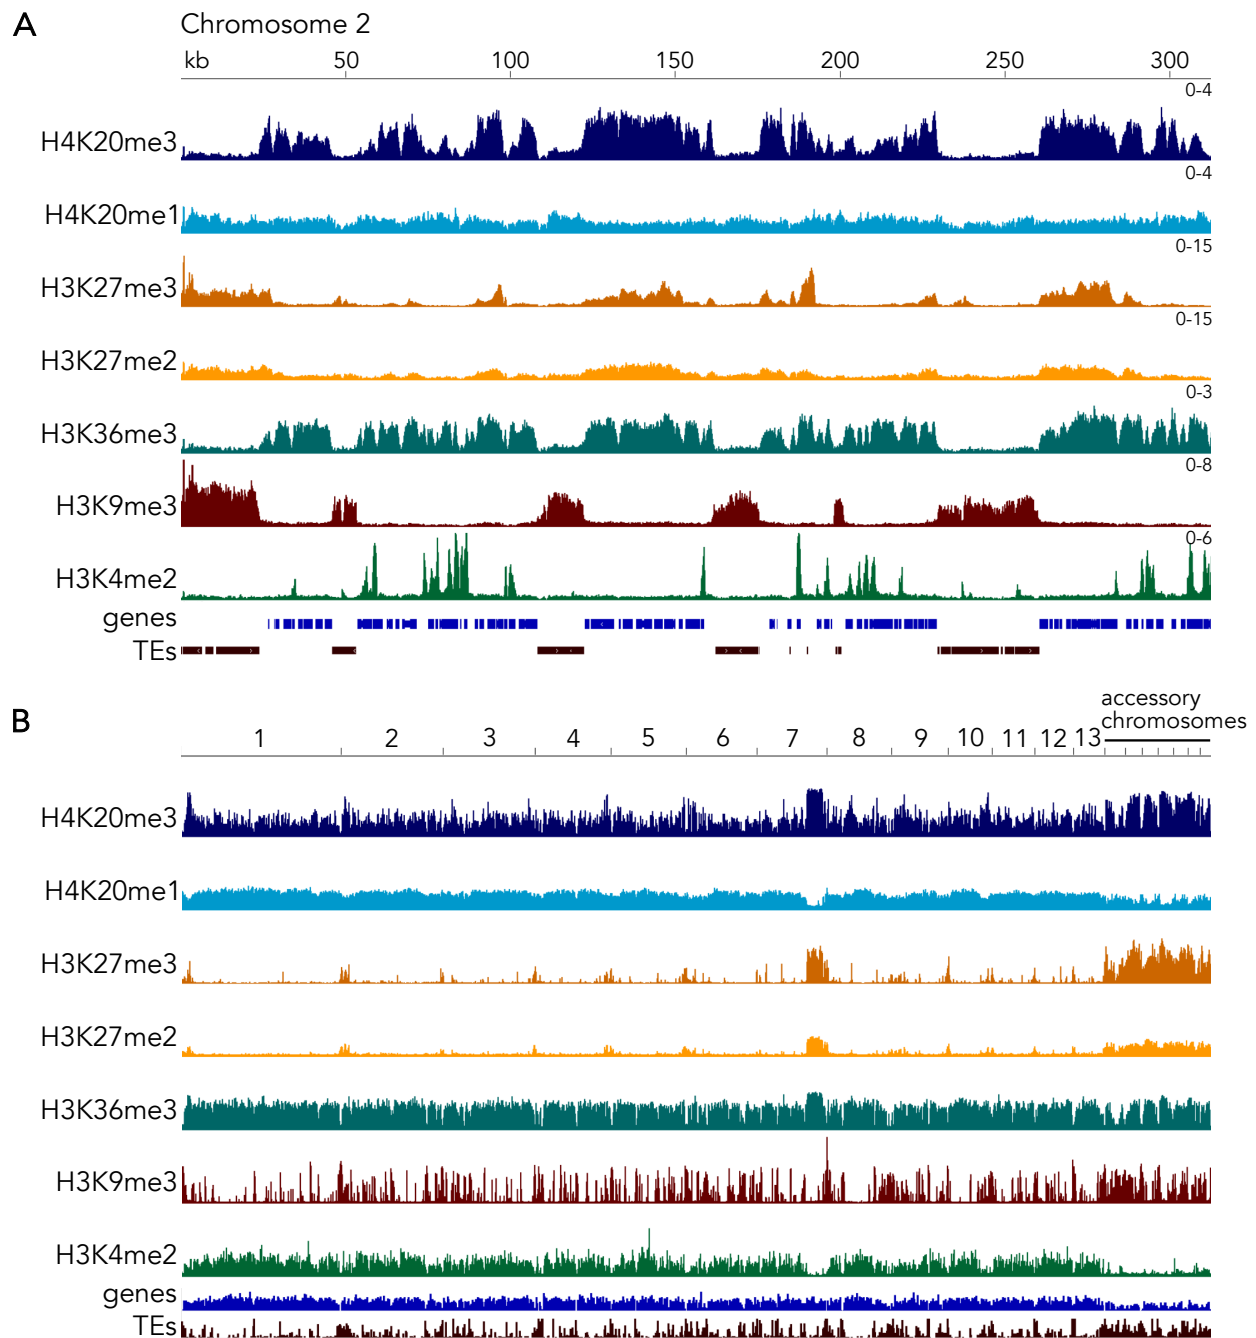 A
Chromosome 2
kb 50 100 150 200 250 300
0-4
H4K20me3
0-4
H4K20me1
0-15
H3K27me3
0-15
H3K27me2
0-3
H3K36me3
0-8
H3K9me3
0-6
H3K4me2
genes
TEs
B
accessory
chromosomes
1 2 3 4 5 6 7 8 9 10 11 12 13
H4K20me3
H4K20me1
H3K27me3
H3K27me2
H3K36me3
H3K9me3
H3K4me2
genes
TEs